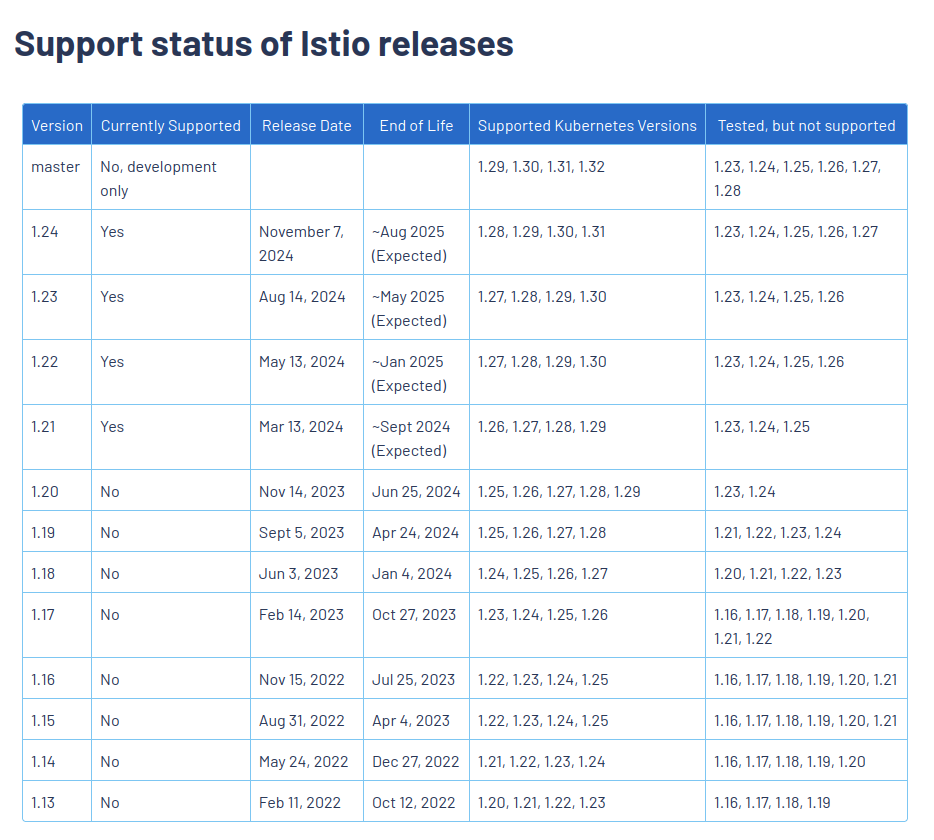 Support status of Istio releases
Version Currently Supported Release Date End of Life Supported Kubernetes Versions Tested, but not supported
master No, development 1.29, 1.30, 1.31, 1.32 1.23, 1.24, 1.25, 1.26, 1.27,
only 1.28
1.24 Yes November 7, ~Aug 2025 1.28, 1.29, 1.30, 1.31 1.23, 1.24, 1.25, 1.26, 1.27
2024 (Expected)
1.23 Yes Aug 14, 2024 ~May 2025 1.27, 1.28, 1.29, 1.30 1.23, 1.24, 1.25, 1.26
(Expected)
1.22 Yes May 13, 2024 ~Jan 2025 1.27, 1.28, 1.29, 1.30 1.23, 1.24, 1.25, 1.26
(Expected)
1.21 Yes Mar 13, 2024 ~Sept 2024 1.26, 1.27, 1.28, 1.29 1.23, 1.24, 1.25
(Expected)
1.20 No Nov 14, 2023 Jun 25, 2024 1.25, 1.26, 1.27, 1.28, 1.29 1.23, 1.24
1.19 No Sept 5, 2023 Apr 24, 2024 1.25, 1.26, 1.27, 1.28 1.21, 1.22, 1.23, 1.24
1.18 No Jun 3, 2023 Jan 4, 2024 1.24, 1.25, 1.26, 1.27 1.20, 1.21, 1.22, 1.23
1.17 No Feb 14, 2023 Oct 27, 2023 1.23, 1.24, 1.25, 1.26 1.16, 1.17, 1.18, 1.19, 1.20,
1.21, 1.22
1.16 No Nov 15, 2022 Jul 25, 2023 1.22, 1.23, 1.24, 1.25 1.16, 1.17, 1.18, 1.19, 1.20, 1.21
1.15 No Aug 31, 2022 Apr 4, 2023 1.22, 1.23, 1.24, 1.25 1.16, 1.17, 1.18, 1.19, 1.20, 1.21
1.14 No May 24, 2022 Dec 27, 2022 1.21, 1.22, 1.23, 1.24 1.16, 1.17, 1.18, 1.19, 1.20
1.13 No Feb 11, 2022 Oct 12, 2022 1.20, 1.21, 1.22, 1.23 1.16, 1.17, 1.18, 1.19